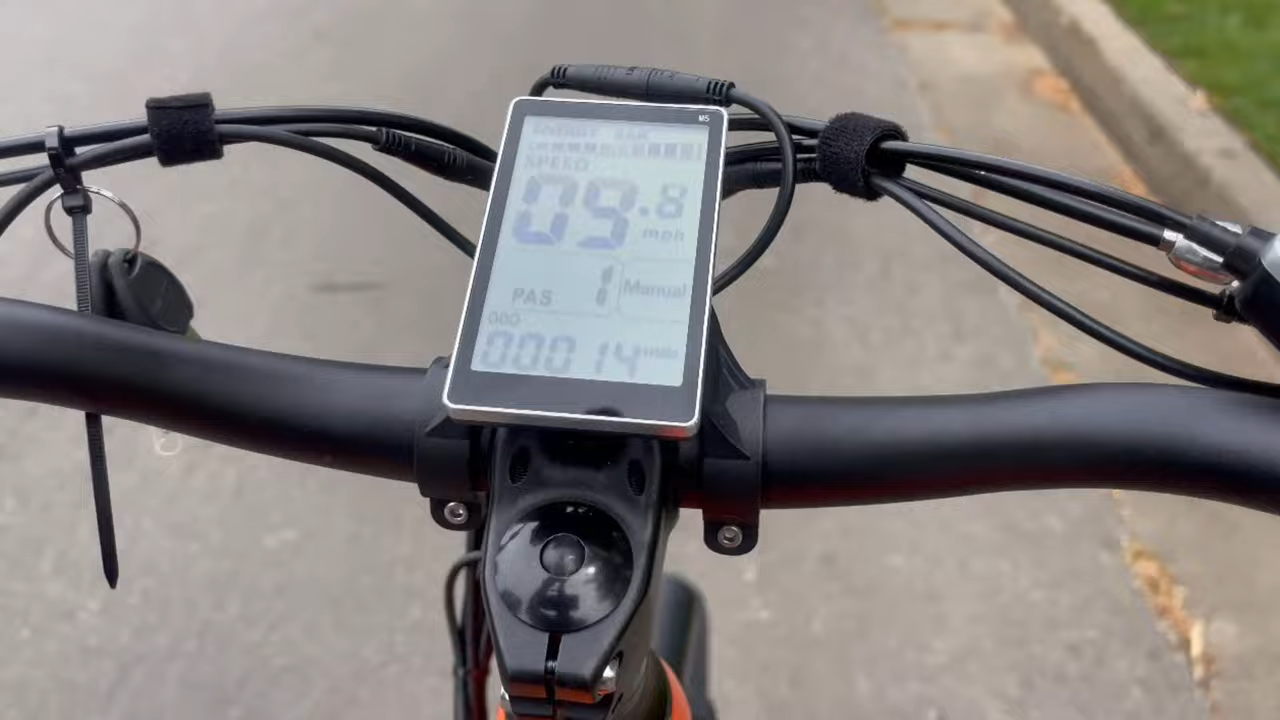 M5
ENERGY BAR
SPEED
09.8
mph
PAS 1 Manual
ODO
00014 mile